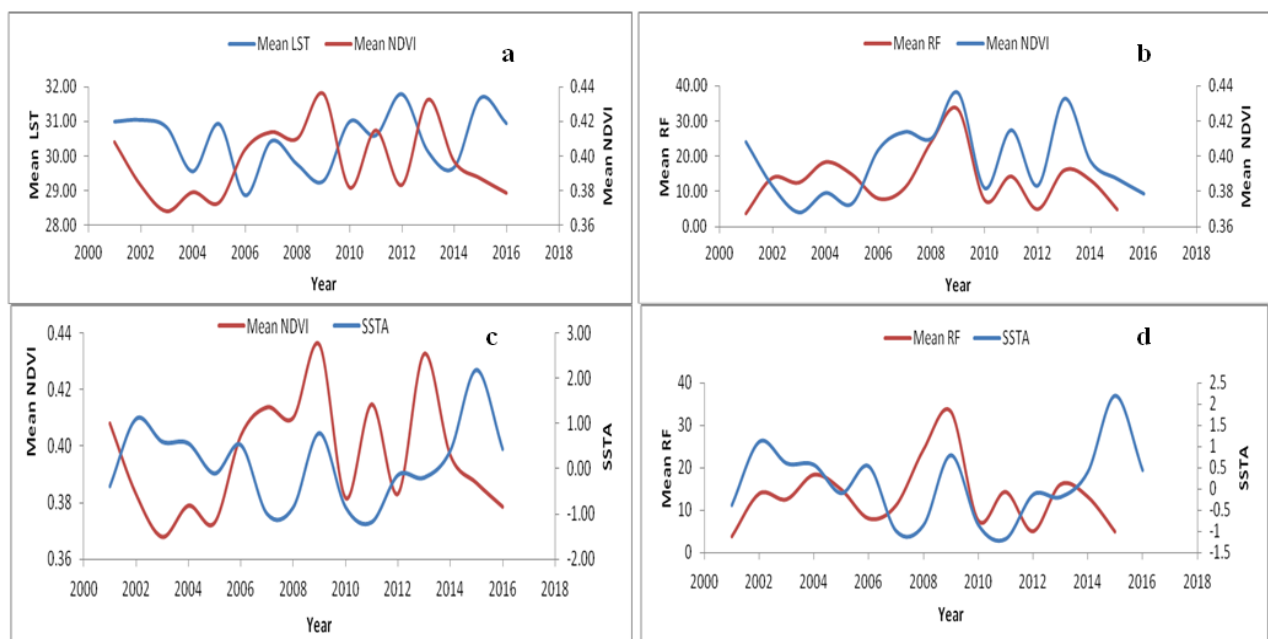 Mean LST Mean NDVI
a
32.00 31.00 30.00 29.00 28.00
Mean LST
0.44 0.42 0.40 0.38 0.36
Mean NDVI
2000 2002 2004 2006 2008 2010 2012 2014 2016 2018
Year
Mean RF Mean NDVI
b
40.00 30.00 20.00 10.00 0.00
Mean RF
0.44 0.42 0.40 0.38 0.36
Mean NDVI
2000 2002 2004 2006 2008 2010 2012 2014 2016 2018
Year
Mean NDVI SSTA
c
0.44 0.42 0.40 0.38 0.36
Mean NDVI
3.00 2.00 1.00 0.00 -1.00 -2.00
SSTA
2000 2002 2004 2006 2008 2010 2012 2014 2016 2018
Year
Mean RF SSTA
d
40 30 20 10 0
Mean RF
2.5 2 1.5 1 0.5 0 -0.5 -1 -1.5
SSTA
2000 2002 2004 2006 2008 2010 2012 2014 2016 2018
Year